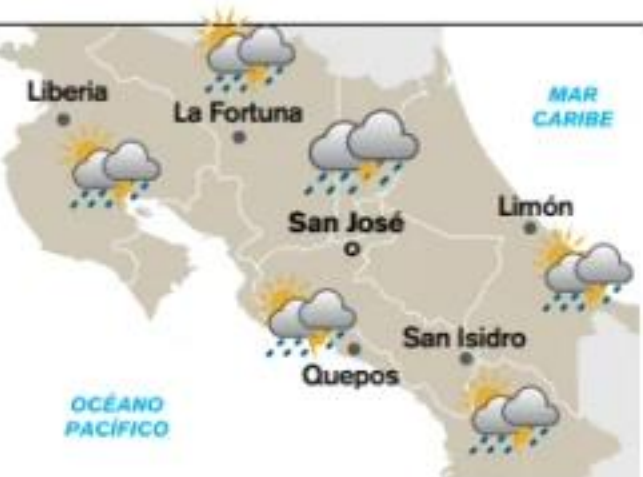 Liberia
La Fortuna
MAR
CARIBE
San José
Limón
San Isidro
Quepos
OCÉANO
PACÍFICO